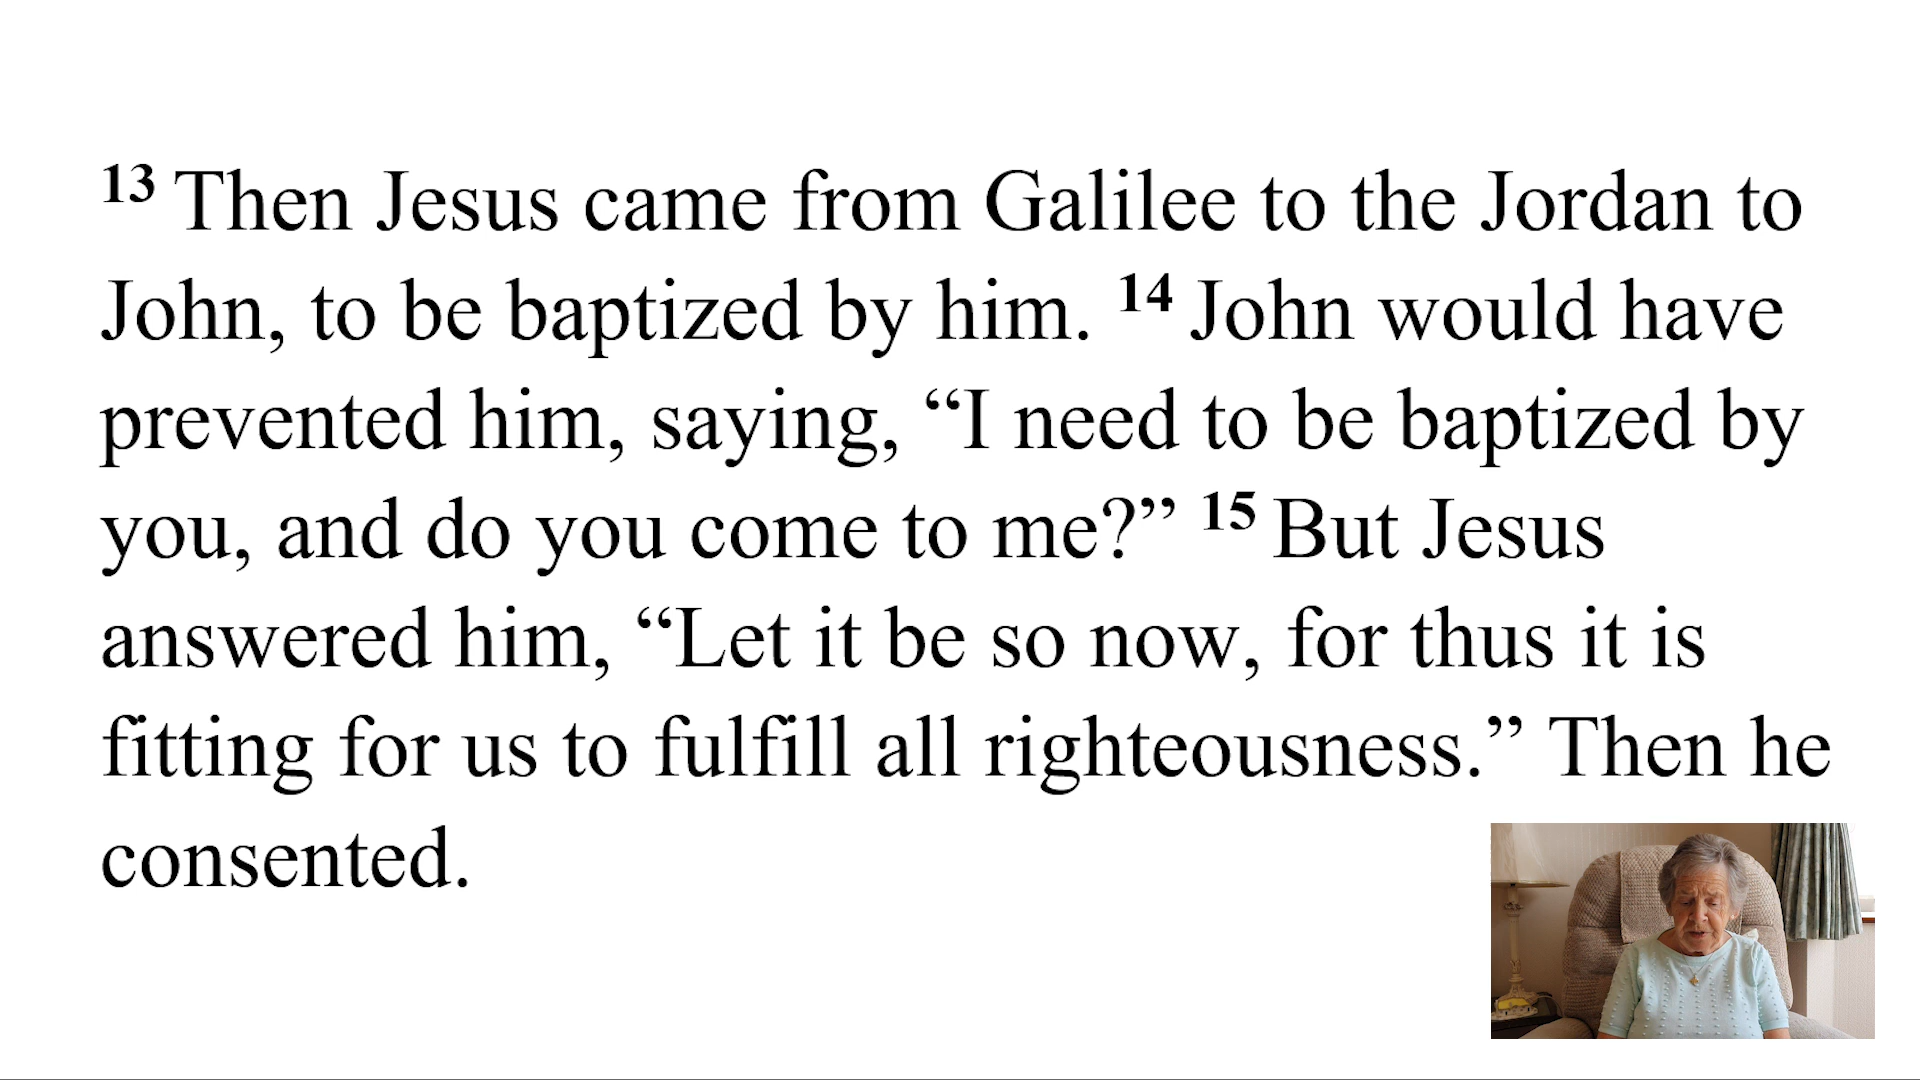 13 Then Jesus came from Galilee to the Jordan to
John, to be baptized by him. 14 John would have
prevented him, saying, “I need to be baptized by
you, and do you come to me?” 15 But Jesus
answered him, “Let it be so now, for thus it is
fitting for us to fulfill all righteousness.” Then he
consented.